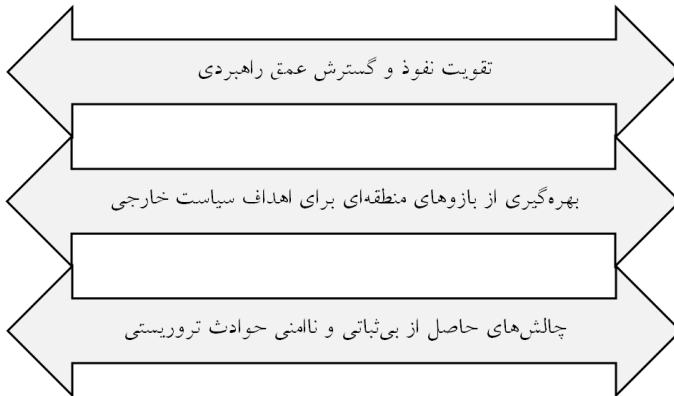 تقویت نفوذ و گسترش عمق راهبردی
بهره‌گیری از بازوهای منطقه‌ای برای اهداف سیاست خارجی
چالش‌های حاصل از بی‌ثباتی و ناامنی حوادث تروریستی